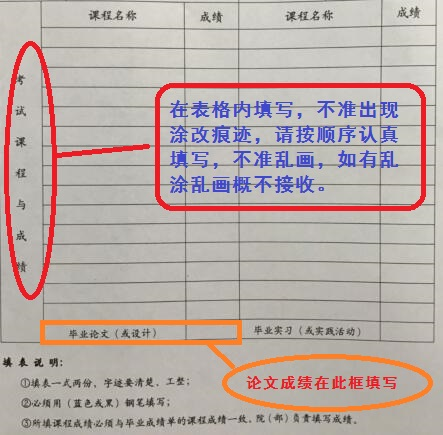 课程名称 成绩 课程名称 成绩
考试课程与成绩
在表格内填写，不准出现
涂改痕迹，请按顺序认真
填写，不准乱画，如有乱
涂乱画概不接收。
毕业论文（或设计） 毕业实习（或实践活动）
填表说明：
论文成绩在此框填写
①填表一式两份，字迹要清楚、工整；
②必须用（蓝色或黑）钢笔填写；
③所填课程成绩必须与毕业成绩单的课程成绩一致，院（部）负责填写成绩。